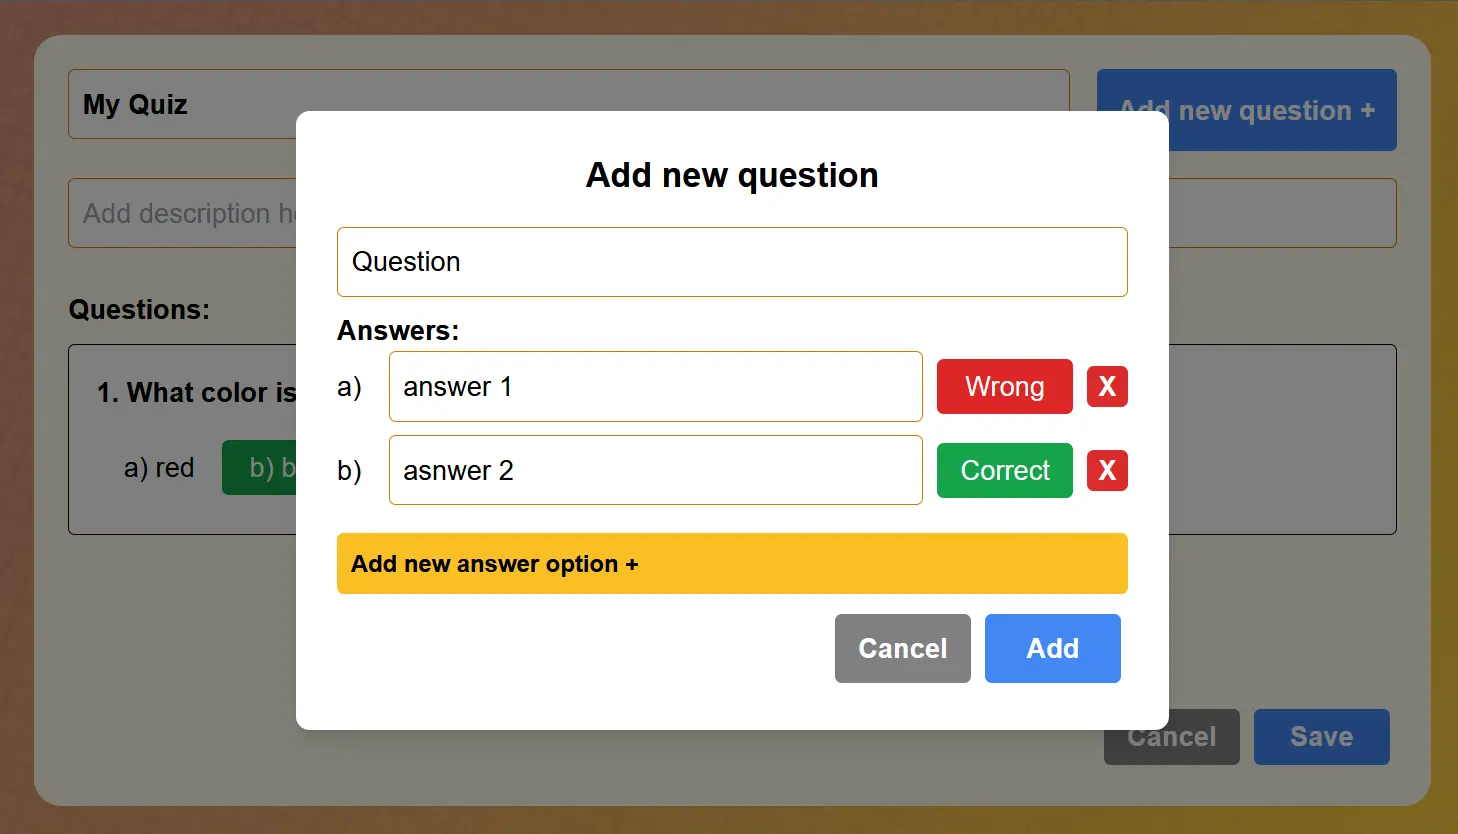 My Quiz
Add new question +
Add description h
Questions:
1. What color is
a) red
b) b
Add new question
Question
Answers:
a) answer 1 Wrong X
b) asnwer 2 Correct X
Add new answer option +
Cancel Add
Cancel Save